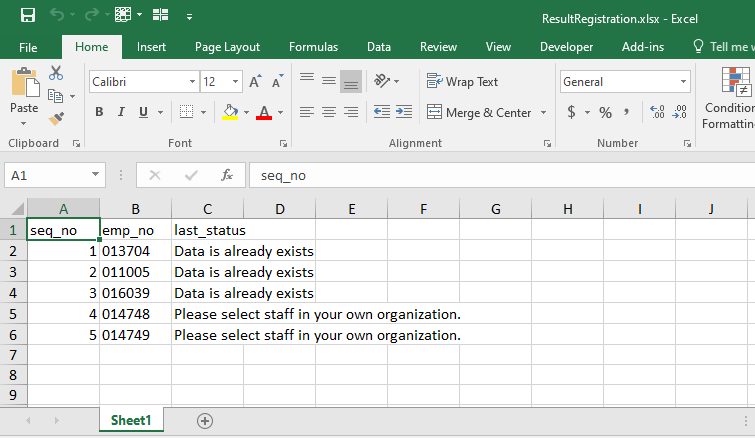 ResultRegistration.xlsx - Excel
File Home Insert Page Layout Formulas Data Review View Developer Add-ins Tell me
Calibri 12 A A Wrap Text General
Paste B I U A Merge & Center $ % , .00 .0 Condition
Formatting
Clipboard Font Alignment Number
A1 fx seq_no
A B C D E F G H I J
1 seq_no emp_no last_status
2 1 013704 Data is already exists
3 2 011005 Data is already exists
4 3 016039 Data is already exists
5 4 014748 Please select staff in your own organization.
6 5 014749 Please select staff in your own organization.
7
8
9
Sheet1